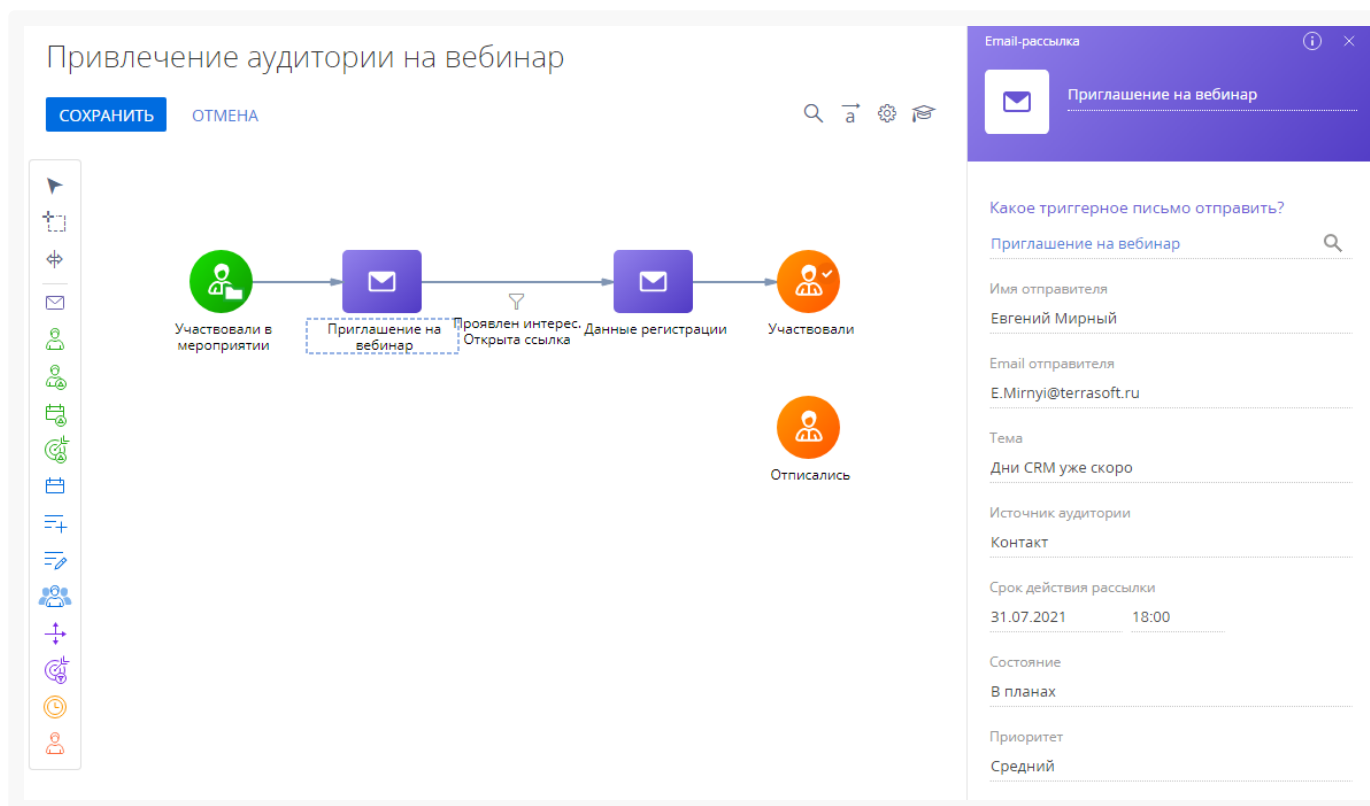 Привлечение аудитории на вебинар
СОХРАНИТЬ
ОТМЕНА
a
Участвовали в
мероприятии
Приглашение на
вебинар
Проявлен интерес.
Открыта ссылка
Данные регистрации
Участвовали
Отписались
Email-рассылка
Приглашение на вебинар
Какое триггерное письмо отправить?
Приглашение на вебинар
Имя отправителя
Евгений Мирный
Email отправителя
E.Mirnyi@terrasoft.ru
Тема
Дни CRM уже скоро
Источник аудитории
Контакт
Срок действия рассылки
31.07.2021 18:00
Состояние
В планах
Приоритет
Средний